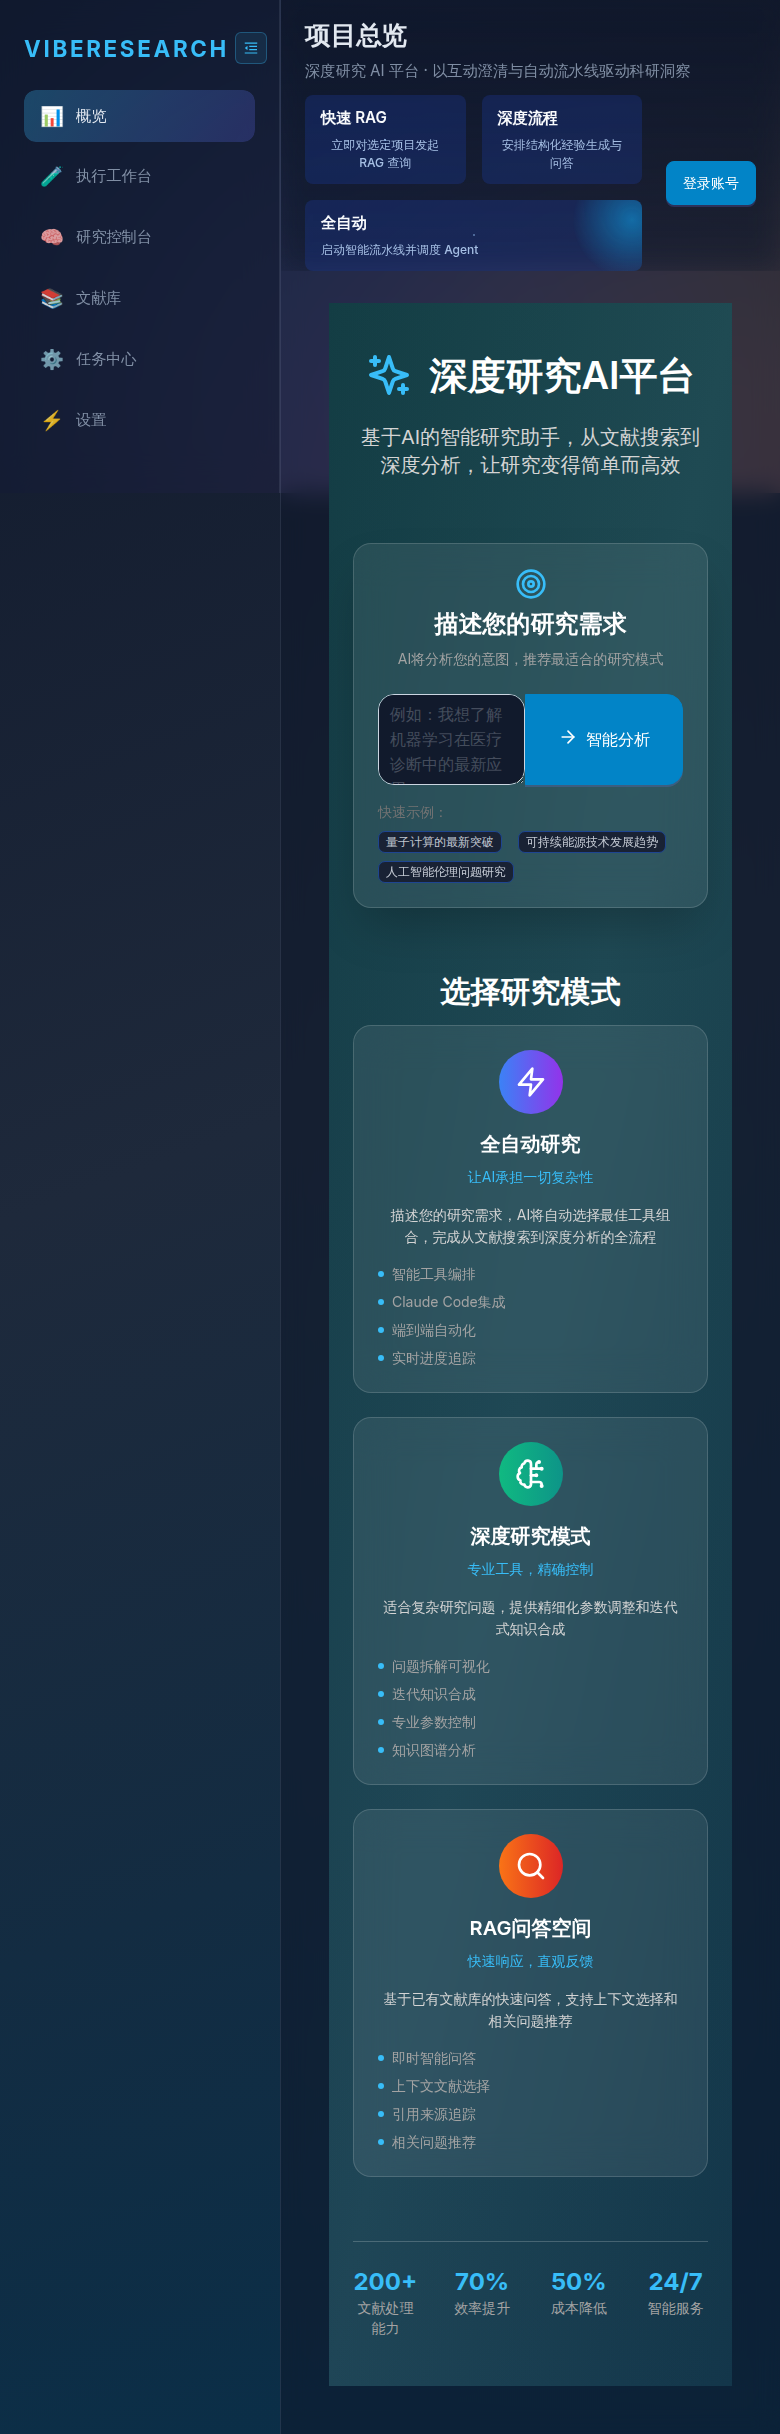 VIBERESEARCH
概览
执行工作台
研究控制台
文献库
任务中心
设置
项目总览
深度研究 AI 平台 · 以互动澄清与自动流水线驱动科研洞察
快速 RAG
立即对选定项目发起
RAG 查询
深度流程
安排结构化经验生成与
问答
全自动
启动智能流水线并调度 Agent
登录账号
深度研究AI平台
基于AI的智能研究助手，从文献搜索到
深度分析，让研究变得简单而高效
描述您的研究需求
AI将分析您的意图，推荐最适合的研究模式
例如：我想了解
机器学习在医疗
诊断中的最新应
智能分析
快速示例：
量子计算的最新突破
可持续能源技术发展趋势
人工智能伦理问题研究
选择研究模式
全自动研究
让AI承担一切复杂性
描述您的研究需求，AI将自动选择最佳工具组
合，完成从文献搜索到深度分析的全流程
智能工具编排
Claude Code集成
端到端自动化
实时进度追踪
深度研究模式
专业工具，精确控制
适合复杂研究问题，提供精细化参数调整和迭代
式知识合成
问题拆解可视化
迭代知识合成
专业参数控制
知识图谱分析
RAG问答空间
快速响应，直观反馈
基于已有文献库的快速问答，支持上下文选择和
相关问题推荐
即时智能问答
上下文文献选择
引用来源追踪
相关问题推荐
200+
文献处理
能力
70%
效率提升
50%
成本降低
24/7
智能服务